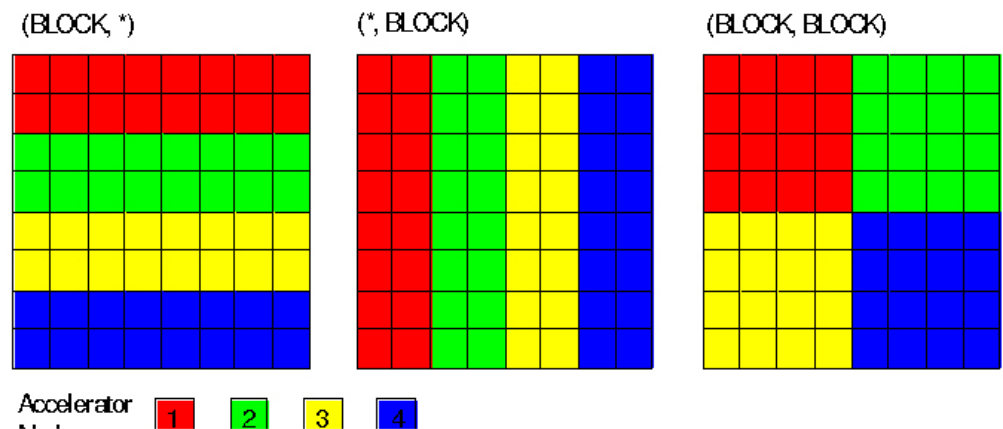 (BLOCK, *)
(*, BLOCK)
(BLOCK, BLOCK)
Accelerator
1 2 3 4